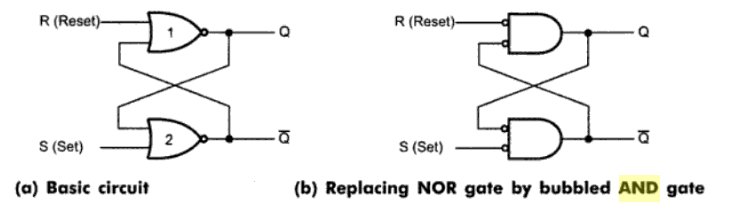 R (Reset) 1 Q
S (Set) 2 Q̅
(a) Basic circuit
R (Reset) Q
S (Set) Q̅
(b) Replacing NOR gate by bubbled AND gate